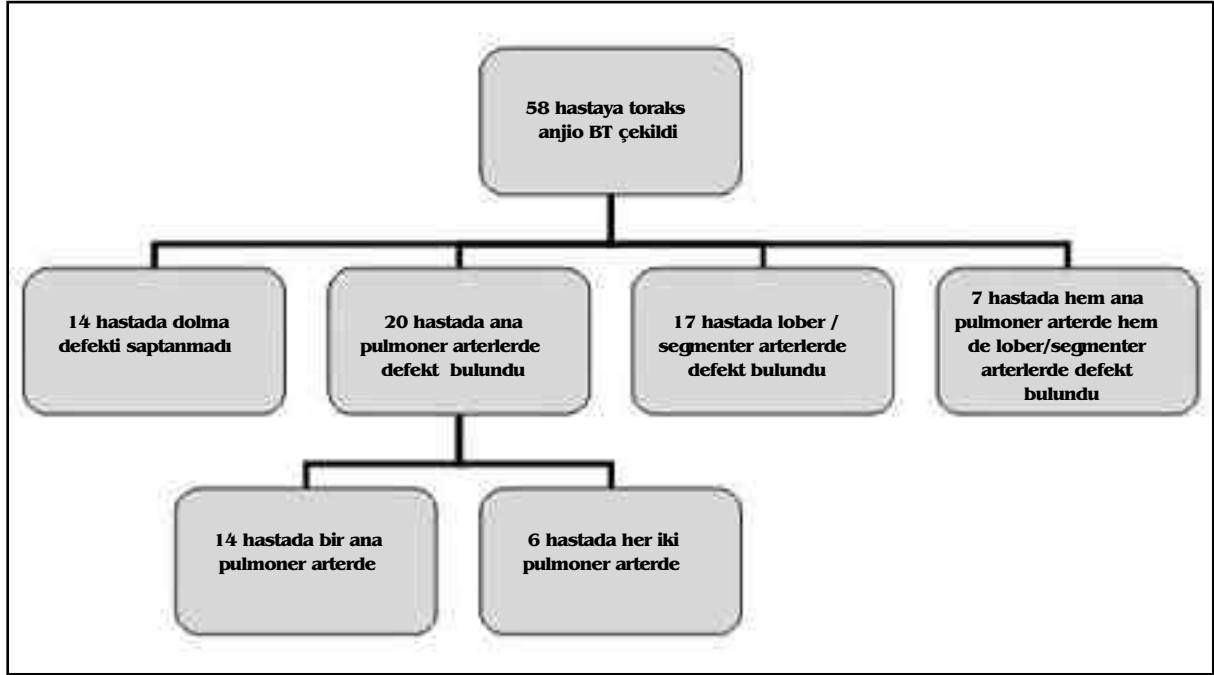 58 hastaya toraks
anjio BT çekildi
14 hastada dolma
defekti saptanmadı
20 hastada ana
pulmoner arterlerde
defekt bulundu
17 hastada lober /
segmenter arterlerde
defekt bulundu
7 hastada hem ana
pulmoner arterde hem
de lober/segmenter
arterlerde defekt
bulundu
14 hastada bir ana
pulmoner arterde
6 hastada her iki
pulmoner arterde